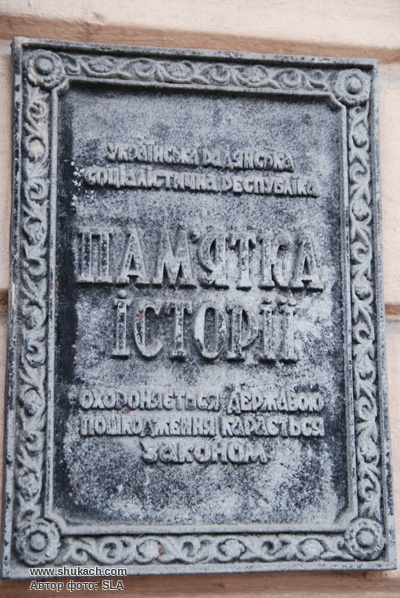 УКРАЇНСЬКА РАДЯНСЬКА
СОЦІАЛІСТИЧНА РЕСПУБЛІКА
ПАМ'ЯТКА
ІСТОРІЇ
ОХОРОНЯЄТЬСЯ ДЕРЖАВОЮ
ПОШКОДЖЕННЯ КАРАЄТЬСЯ
ЗАКОНОМ
www.shukach.com
Автор фото: SLA